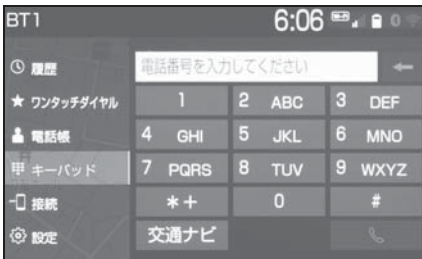 BT1 6:06 0
履歴
電話番号を入力してください
ワンタッチダイヤル
1 2 ABC 3 DEF
電話帳
4 GHI 5 JKL 6 MNO
キーパッド
7 PQRS 8 TUV 9 WXYZ
接続
*+ 0 #
設定
交通ナビ